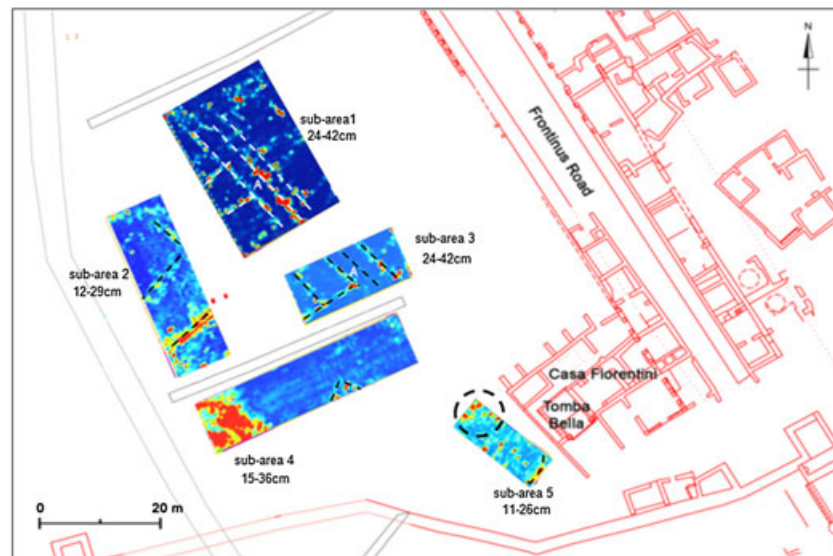 N
sub-area1
24-42cm
Frontinus Road
sub-area 3
24-42cm
A
A
sub-area 2
12-29cm
Casa Fiorentini
Tomba
Bella
sub-area 4
15-36cm
sub-area 5
11-26cm
0 20 m